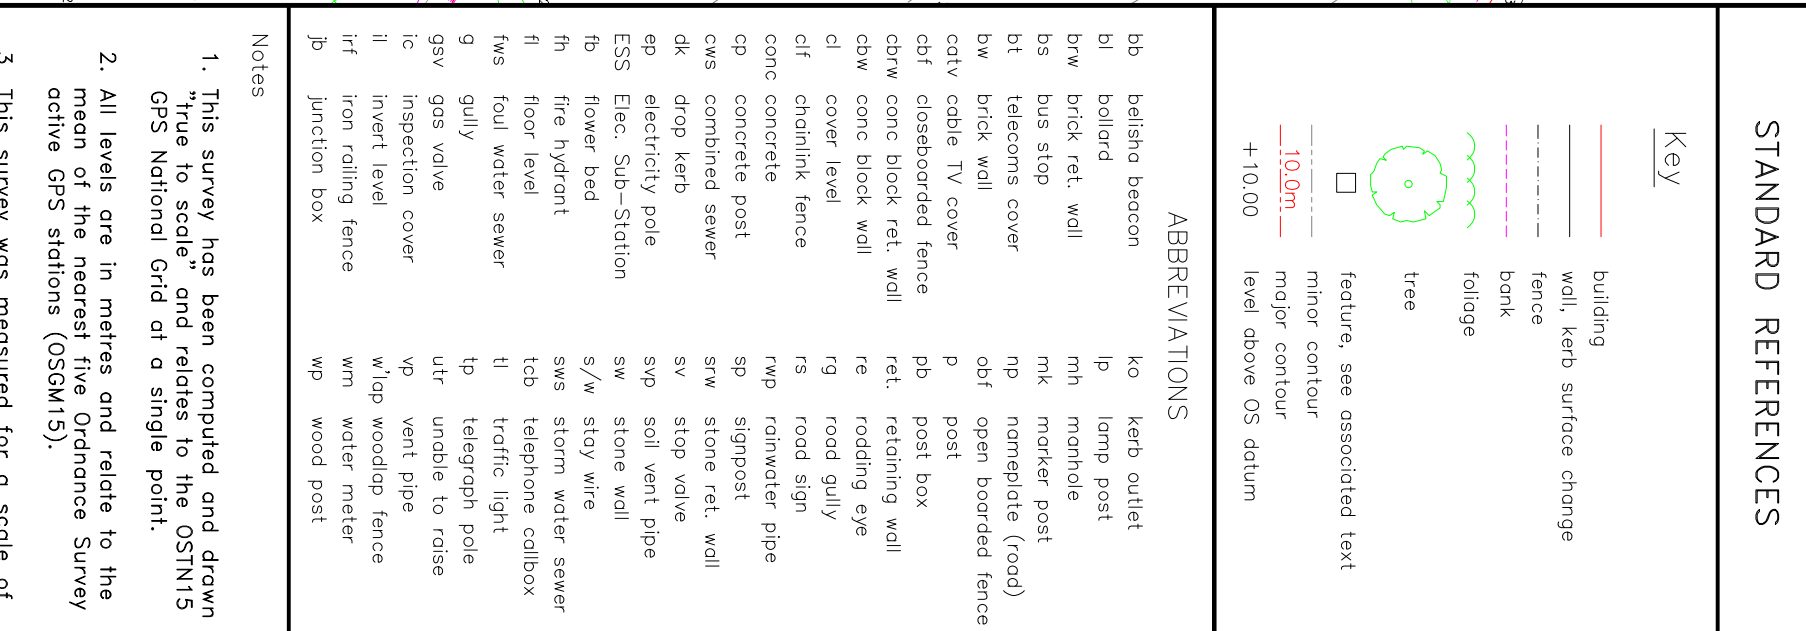 STANDARD REFERENCES
Key
building
wall, kerb surface change
fence
bank
foliage
tree
feature, see associated text
minor contour
10.0m major contour
+10.00 level above OS datum
ABBREVIATIONS
bb belisha beacon ko kerb outlet
bl bollard lp lamp post
brw brick ret. wall mh manhole
bs bus stop mk marker post
bt telecoms cover np nameplate (road)
bw brick wall obf open boarded fence
catv cable TV cover p post
cbf closeboarded fence pb post box
cbrw conc block ret. wall ret. retaining wall
cbw conc block wall re rodding eye
cl cover level rg road gully
clf chainlink fence rs road sign
conc concrete rwp rainwater pipe
cp concrete post sp signpost
cws combined sewer srw stone ret. wall
dk drop kerb sv stop valve
ep electricity pole svp soil vent pipe
ESS Elec. Sub-Station sw stone wall
fb flower bed s/w stay wire
fh fire hydrant sws storm water sewer
fl floor level tcb telephone callbox
fws foul water sewer tl traffic light
g gully tp telegraph pole
gsv gas valve utr unable to raise
ic inspection cover vp vent pipe
il invert level w'lap woodlap fence
irf iron railing fence wm water meter
jb junction box wp wood post
Notes
1. This survey has been computed and drawn
"true to scale" and relates to the OSTN15
GPS National Grid at a single point.
2. All levels are in metres and relate to the
mean of the nearest five Ordnance Survey
active GPS stations (OSGM15).
3 This survey was measured for a scale of